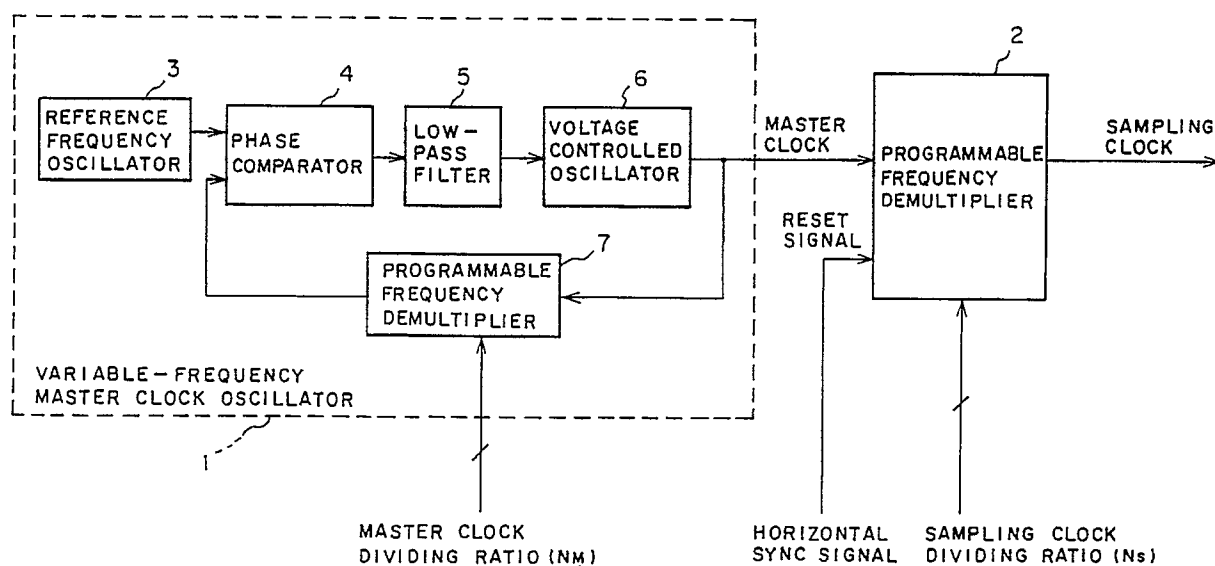 2
3
4
5
6
REFERENCE
FREQUENCY
OSCILLATOR
PHASE
COMPARATOR
LOW-
PASS
FILTER
VOLTAGE
CONTROLLED
OSCILLATOR
MASTER
CLOCK
PROGRAMMABLE
FREQUENCY
DEMULTIPLIER
SAMPLING
CLOCK
RESET
SIGNAL
7
PROGRAMMABLE
FREQUENCY
DEMULTIPLIER
VARIABLE-FREQUENCY
MASTER CLOCK OSCILLATOR
1
MASTER CLOCK
DIVIDING RATIO (NM)
HORIZONTAL
SYNC SIGNAL
SAMPLING CLOCK
DIVIDING RATIO (Ns)